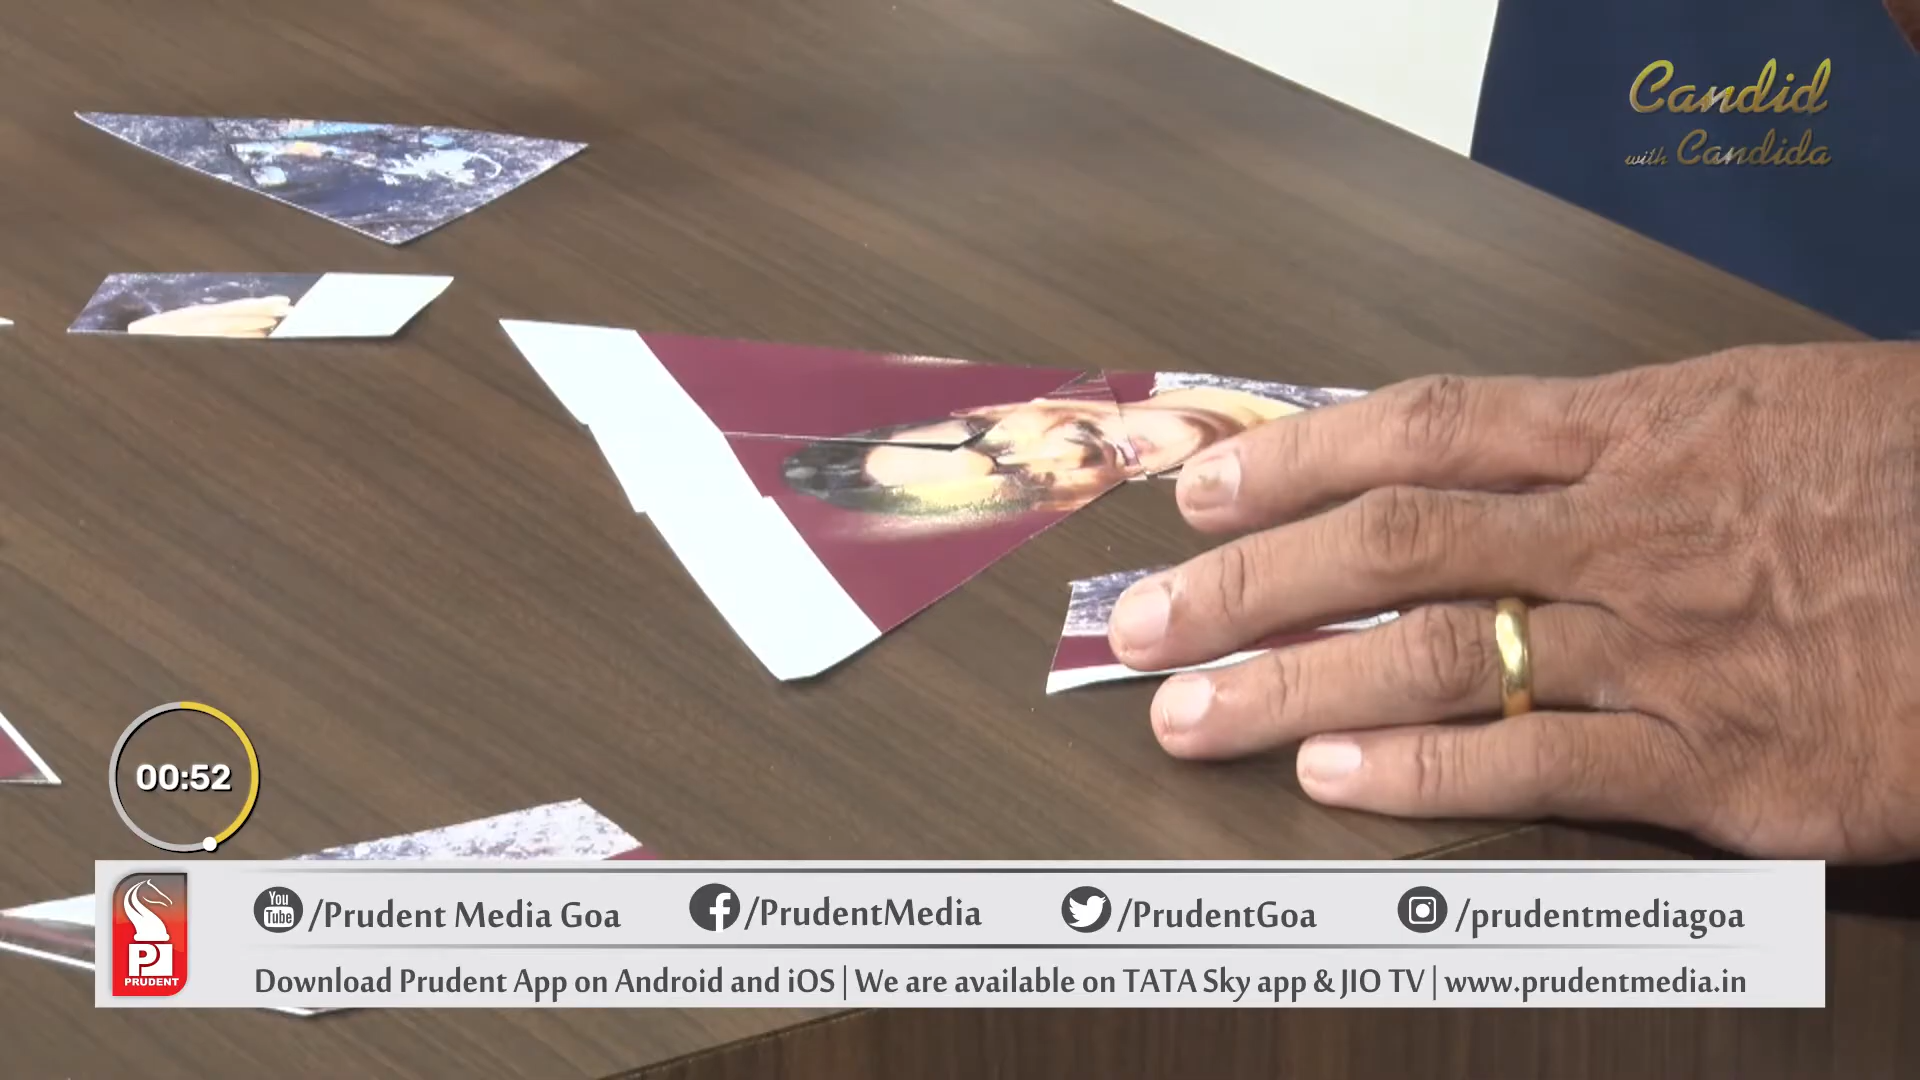 Candid
with Candida
00:52
You
Tube
/Prudent Media Goa
/PrudentMedia
/PrudentGoa
/prudentmediagoa
PRUDENT
Download Prudent App on Android and iOS | We are available on TATA Sky app & JIO TV | www.prudentmedia.in